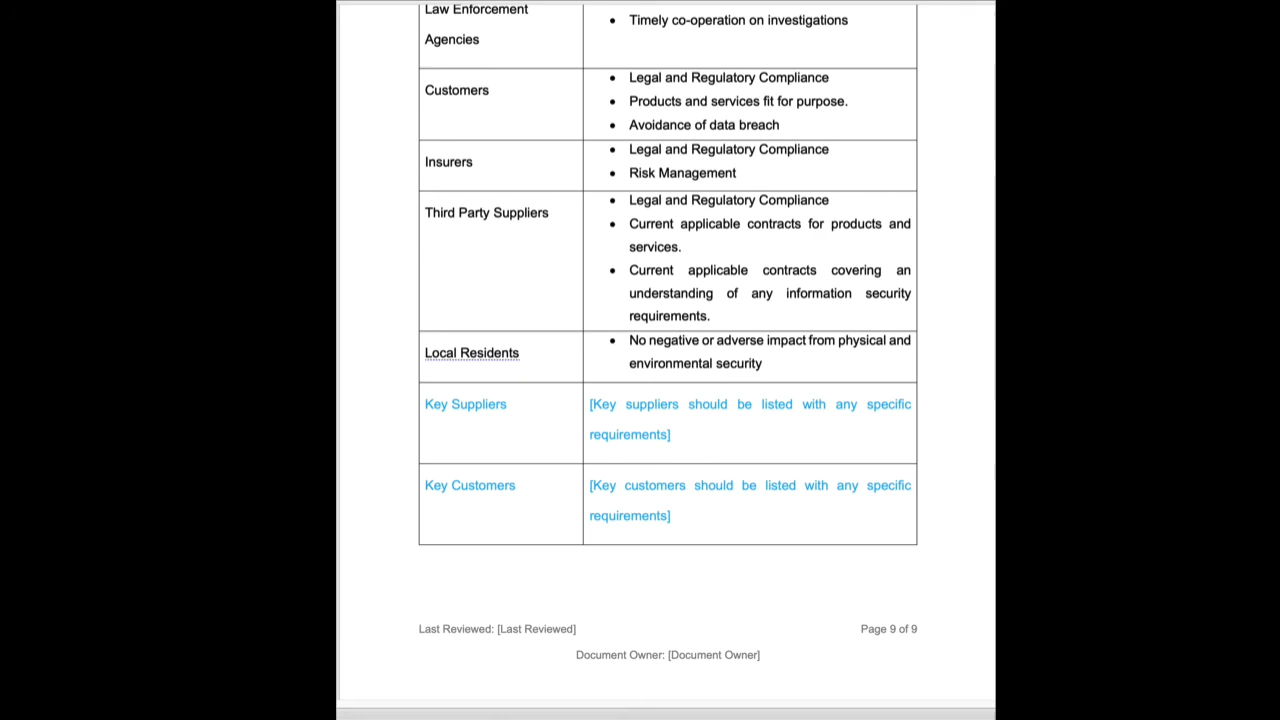 Law Enforcement
Agencies
• Timely co-operation on investigations
Customers
• Legal and Regulatory Compliance
• Products and services fit for purpose.
• Avoidance of data breach
Insurers
• Legal and Regulatory Compliance
• Risk Management
Third Party Suppliers
• Legal and Regulatory Compliance
• Current applicable contracts for products and
services.
• Current applicable contracts covering an
understanding of any information security
requirements.
Local Residents
• No negative or adverse impact from physical and
environmental security
Key Suppliers
[Key suppliers should be listed with any specific
requirements]
Key Customers
[Key customers should be listed with any specific
requirements]
Last Reviewed: [Last Reviewed]
Page 9 of 9
Document Owner: [Document Owner]